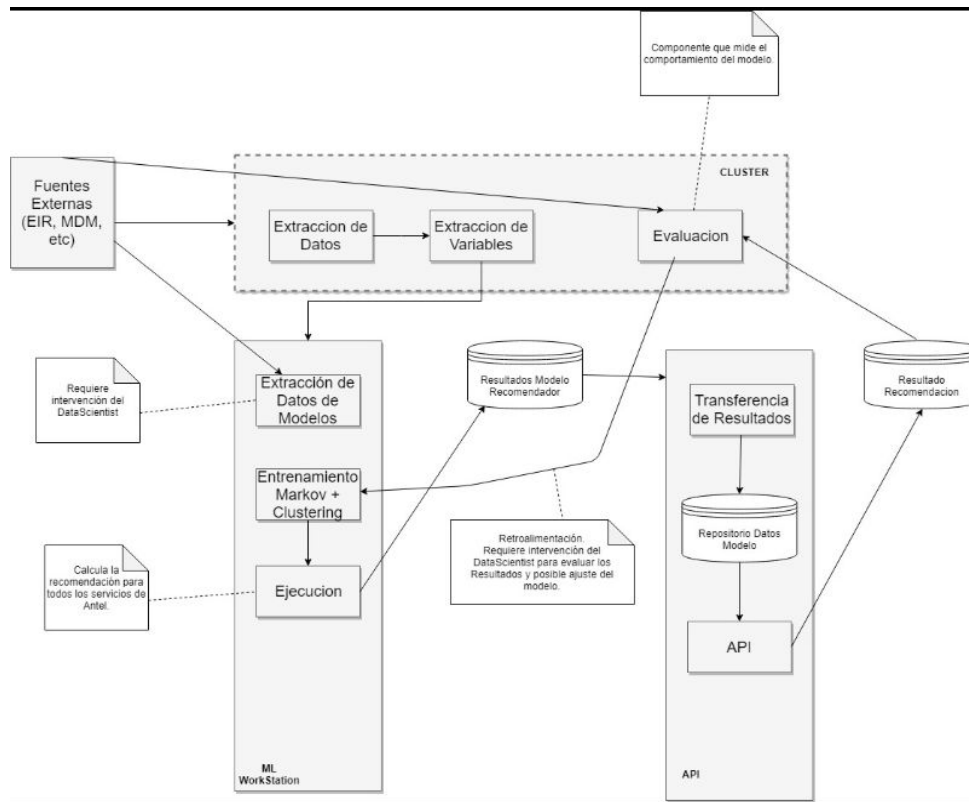 Componente que mide el
comportamiento del modelo.
CLUSTER
Fuentes
Externas
(EIR, MDM,
etc)
Extraccion de
Datos
Extraccion de
Variables
Evaluacion
Requiere
intervención del
DataScientist
Extracción de
Datos de
Modelos
Resultados Modelo
Recomendador
Transferencia
de Resultados
Resultado
Recomendacion
Entrenamiento
Markov +
Clustering
Repositorio Datos
Modelo
Retroalimentación.
Requiere intervención del
DataScientist para evaluar los
Resultados y posible ajuste del
modelo.
Calcula la
recomendación para
todos los servicios de
Antel.
Ejecucion
API
ML
WorkStation
API